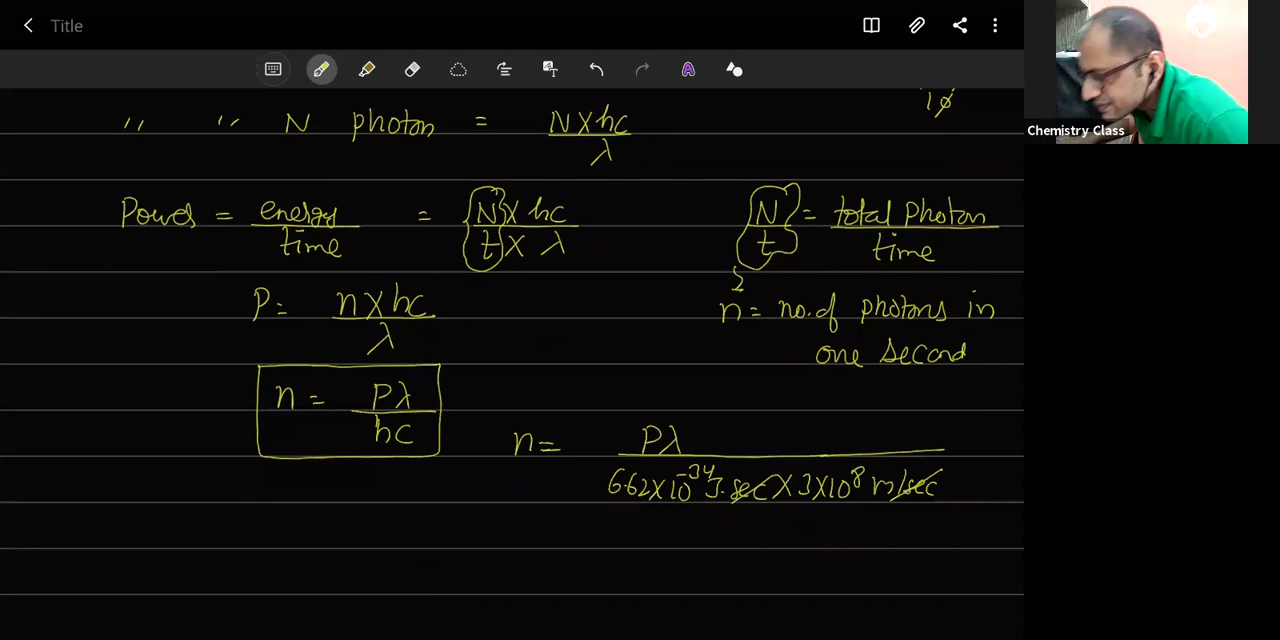 Title
Chemistry Class
1∅
" " N photon = N X hc / λ
Power = energy / time = N X hc / t X λ
N / t = total Photon / time
P = n X hc / λ
n = no. of photons in
one second
n = Pλ / hc
n = Pλ / 6.62 X 10^-34 J. sec X 3 X 10^8 m/sec